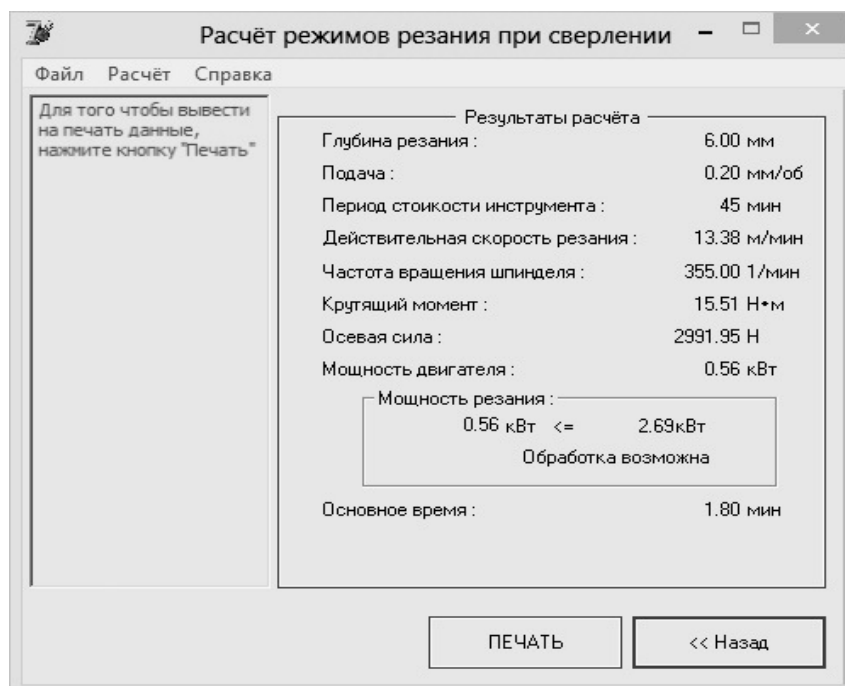 Расчёт режимов резания при сверлении
Файл Расчёт Справка
Для того чтобы вывести
на печать данные,
нажмите кнопку "Печать"
Результаты расчёта
Глубина резания : 6.00 мм
Подача : 0.20 мм/об
Период стоикости инструмента : 45 мин
Действительная скорость резания : 13.38 м/мин
Частота вращения шпинделя : 355.00 1/мин
Крутящий момент : 15.51 Н•м
Осевая сила : 2991.95 Н
Мощность двигателя : 0.56 кВт
Мощность резания :
0.56 кВт <= 2.69кВт
Обработка возможна
Основное время : 1.80 мин
ПЕЧАТЬ << Назад